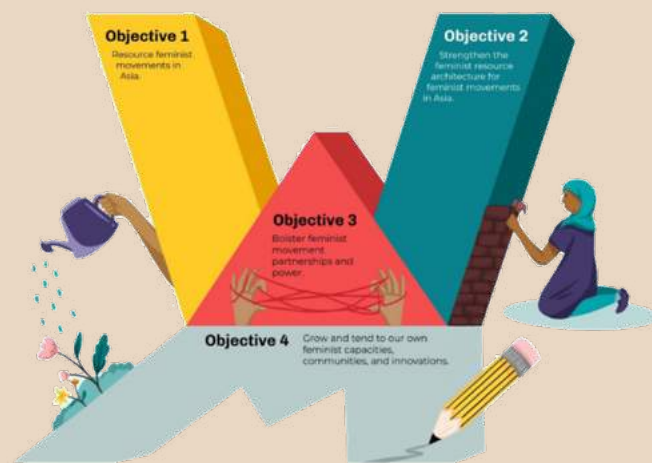 Objective 1
Resource feminist
movements in
Asia.
Objective 2
Strengthen the
feminist resource
architecture for
feminist movements
in Asia.
Objective 3
Bolster feminist
movement
partnerships and
power.
Objective 4
Grow and tend to our own
feminist capacities,
communities, and innovations.